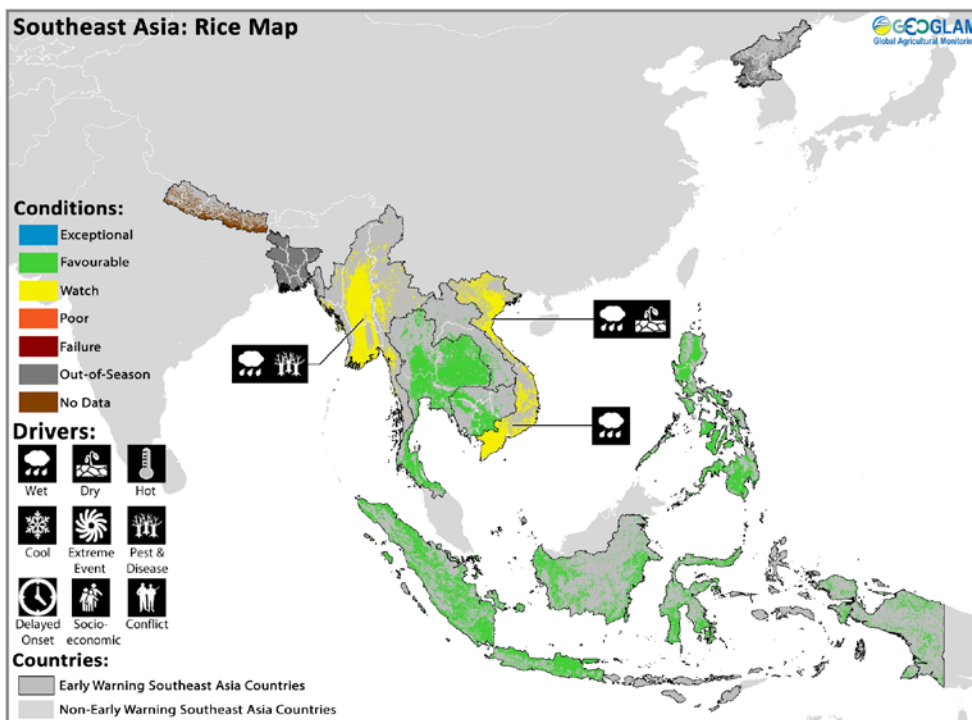 Southeast Asia: Rice Map
GEOGLAM
Global Agricultural Monitoring
Conditions:
Exceptional
Favourable
Watch
Poor
Failure
Out-of-Season
No Data
Drivers:
Wet
Dry
Hot
Cool
Extreme
Event
Pest &
Disease
Delayed
Onset
Socio-
economic
Conflict
Countries:
Early Warning Southeast Asia Countries
Non-Early Warning Southeast Asia Countries